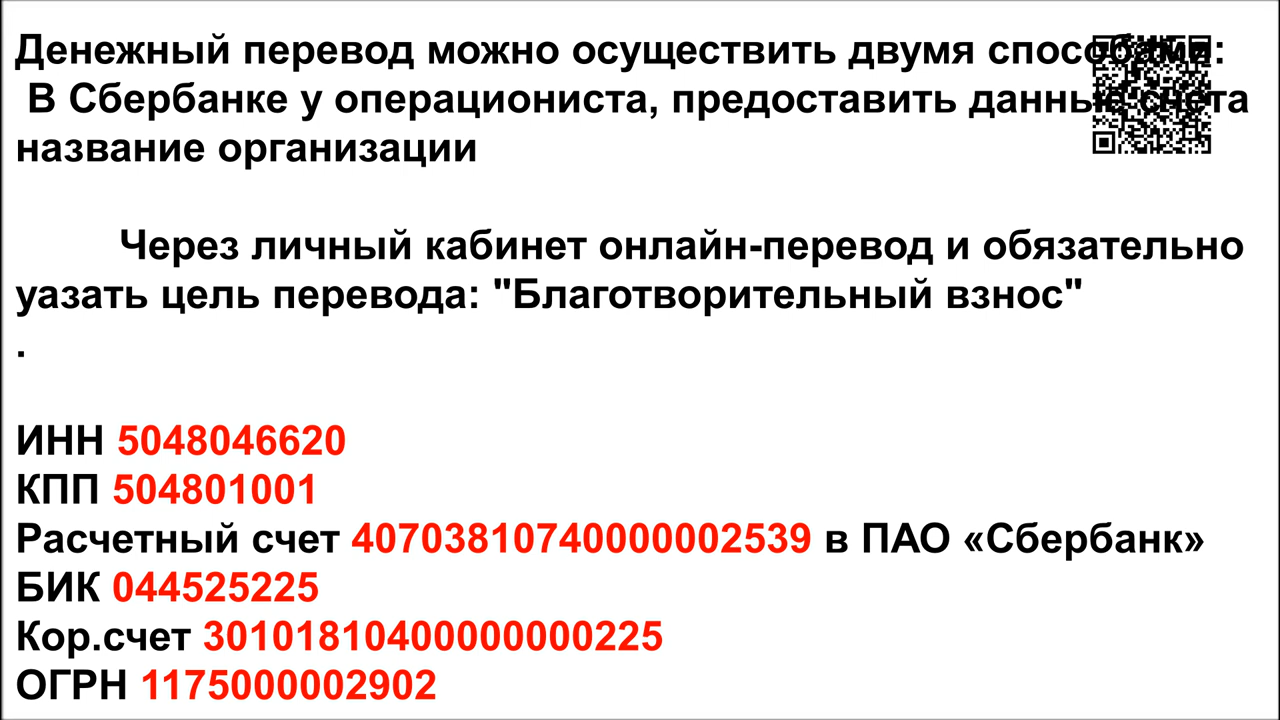 Денежный перевод можно осуществить двумя способами:
В Сбербанке у операциониста, предоставить данные счета
название организации
Через личный кабинет онлайн-перевод и обязательно
уазать цель перевода: "Благотворительный взнос"
.
ИНН 5048046620
КПП 504801001
Расчетный счет 40703810740000002539 в ПАО «Сбербанк»
БИК 044525225
Кор.счет 30101810400000000225
ОГРН 1175000002902